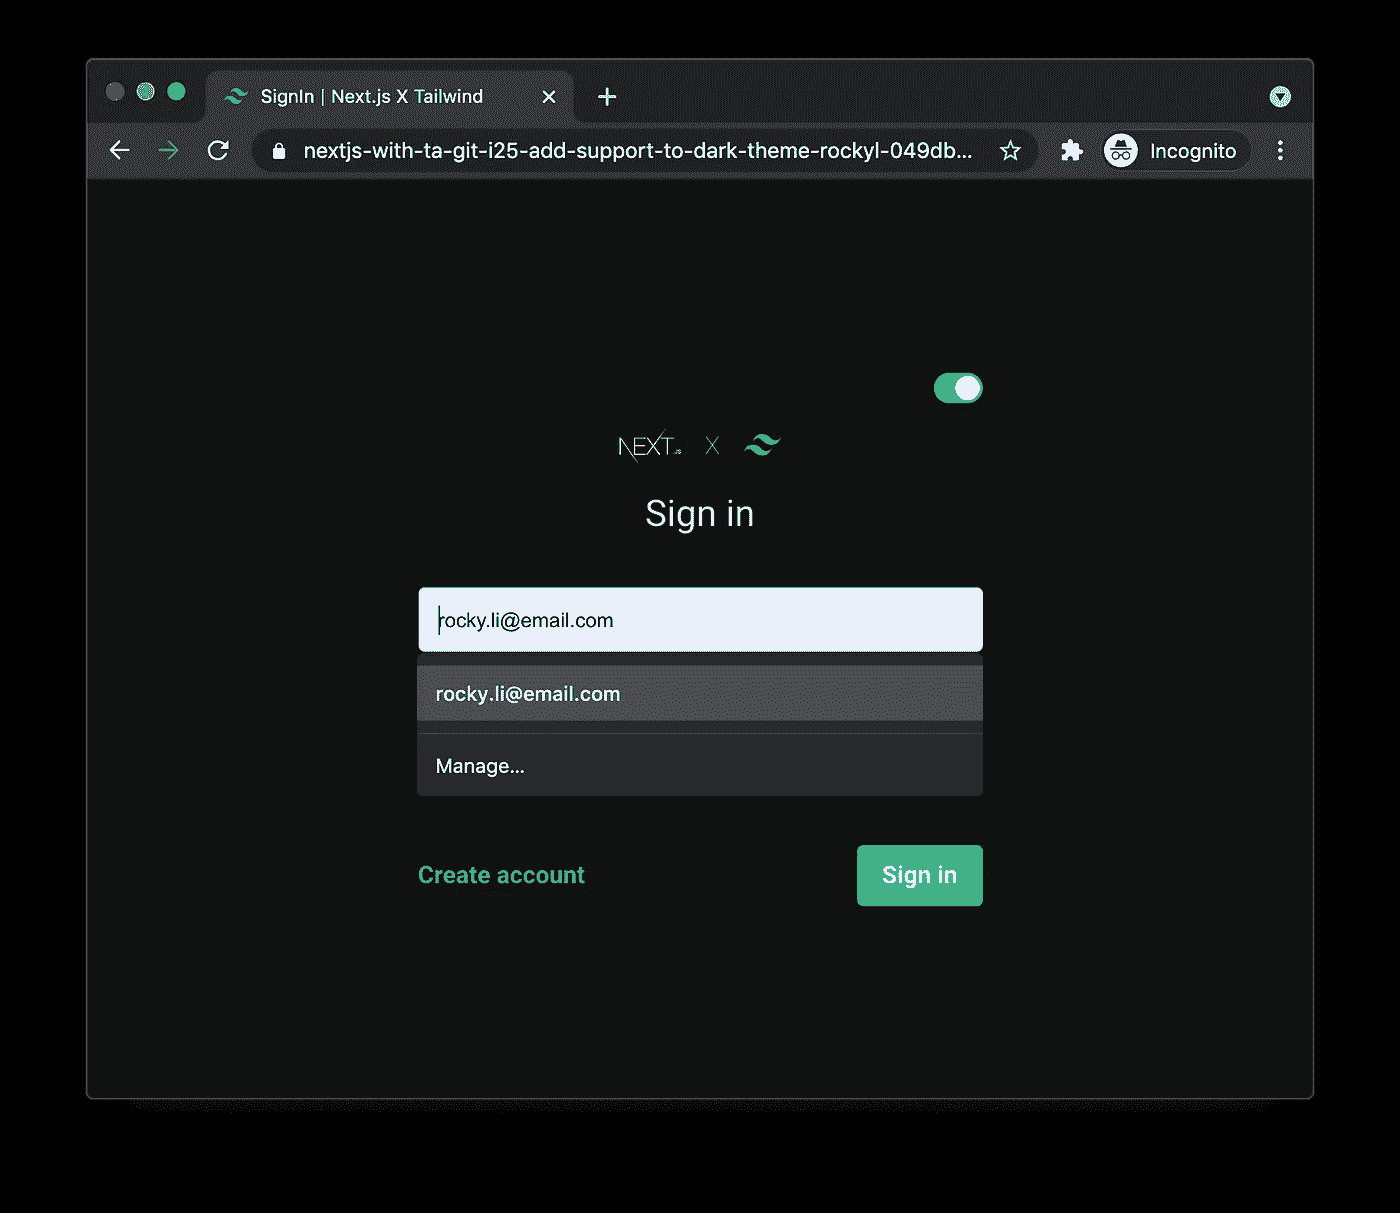 SignIn | Next.js X Tailwind
nextjs-with-ta-git-i25-add-support-to-dark-theme-rockyl-049db...
Incognito
NEXT.JS X
Sign in
rocky.li@email.com
rocky.li@email.com
Manage...
Create account
Sign in